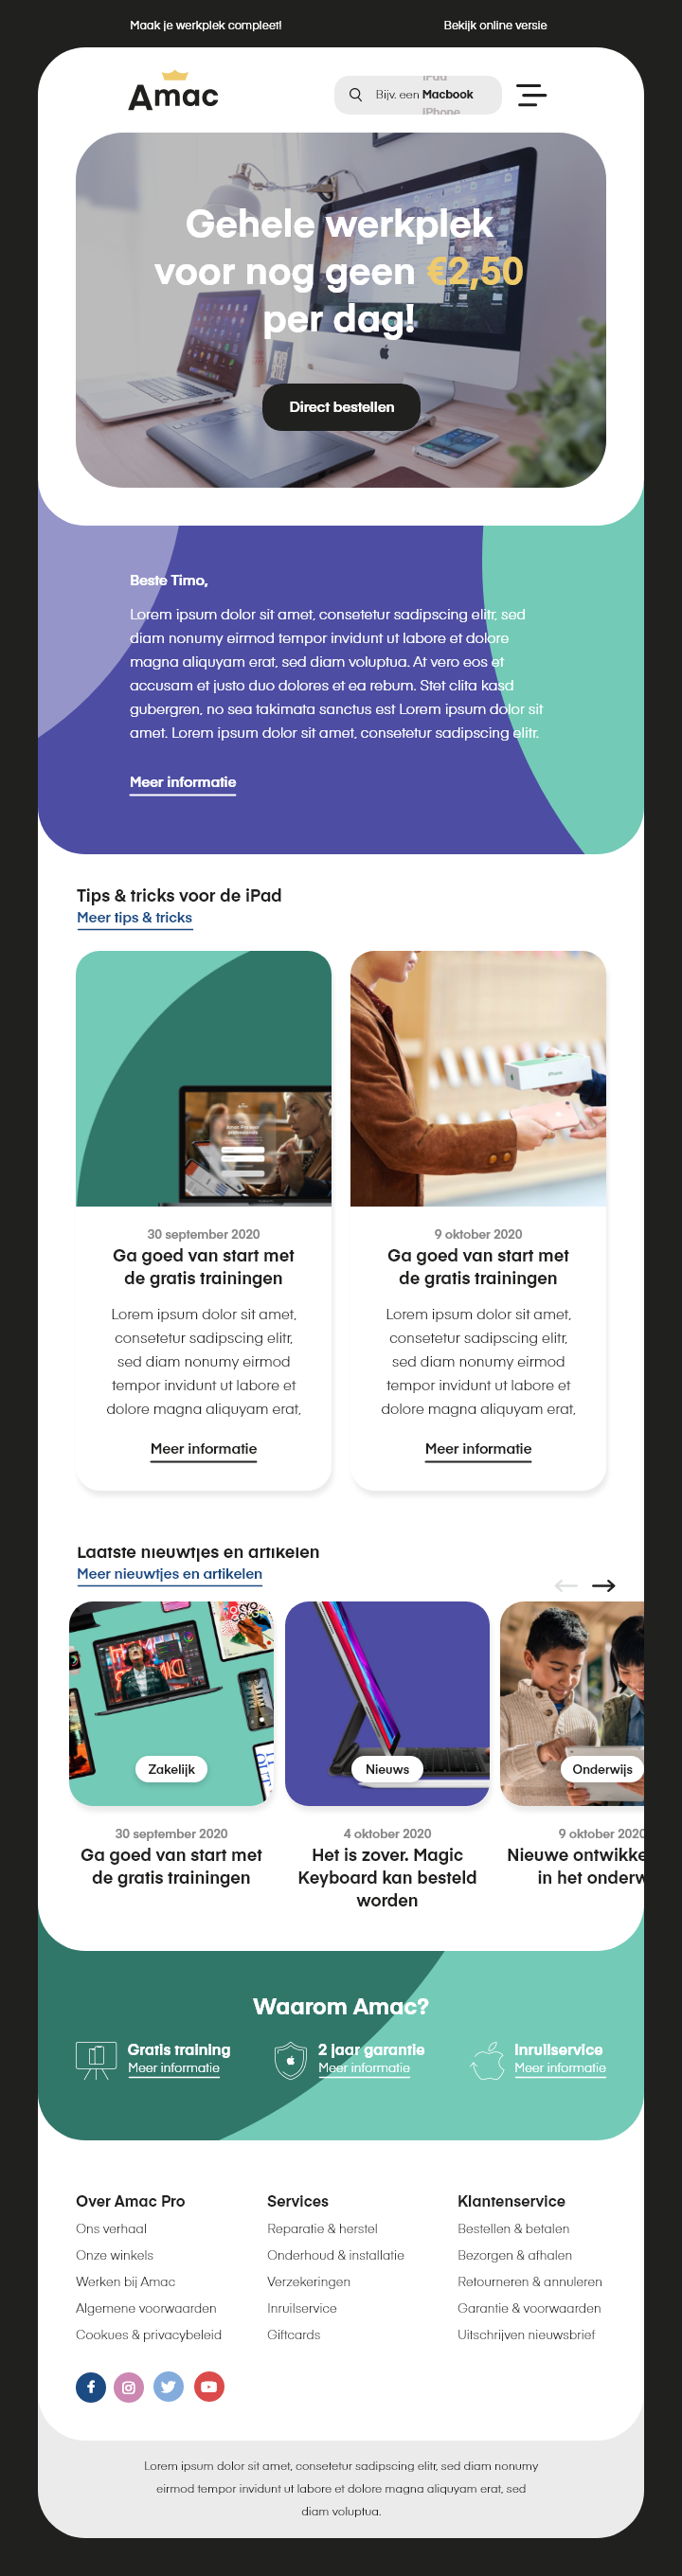 Maak je werkplek compleet!
Bekijk online versie
Amac
iPad
Bijv. een Macbook
iPhone
Gehele werkplek
voor nog geen €2,50
per dag!
Direct bestellen
Beste Timo,
Lorem ipsum dolor sit amet, consetetur sadipscing elitr, sed
diam nonumy eirmod tempor invidunt ut labore et dolore
magna aliquyam erat, sed diam voluptua. At vero eos et
accusam et justo duo dolores et ea rebum. Stet clita kasd
gubergren, no sea takimata sanctus est Lorem ipsum dolor sit
amet. Lorem ipsum dolor sit amet, consetetur sadipscing elitr.
Meer informatie
Tips & tricks voor de iPad
Meer tips & tricks
30 september 2020
Ga goed van start met
de gratis trainingen
Lorem ipsum dolor sit amet,
consetetur sadipscing elitr,
sed diam nonumy eirmod
tempor invidunt ut labore et
dolore magna aliquyam erat,
Meer informatie
9 oktober 2020
Ga goed van start met
de gratis trainingen
Lorem ipsum dolor sit amet,
consetetur sadipscing elitr,
sed diam nonumy eirmod
tempor invidunt ut labore et
dolore magna aliquyam erat,
Meer informatie
Laatste nieuwtjes en artikelen
Meer nieuwtjes en artikelen
Zakelijk
30 september 2020
Ga goed van start met
de gratis trainingen
Nieuws
4 oktober 2020
Het is zover. Magic
Keyboard kan besteld
worden
Onderwijs
9 oktober 2020
Nieuwe ontwikke
in het onderw
Waarom Amac?
Gratis training
Meer informatie
2 jaar garantie
Meer informatie
Inruilservice
Meer informatie
Over Amac Pro
Ons verhaal
Onze winkels
Werken bij Amac
Algemene voorwaarden
Cookues & privacybeleid
Services
Reparatie & herstel
Onderhoud & installatie
Verzekeringen
Inruilservice
Giftcards
Klantenservice
Bestellen & betalen
Bezorgen & afhalen
Retourneren & annuleren
Garantie & voorwaarden
Uitschrijven nieuwsbrief
Lorem ipsum dolor sit amet, consetetur sadipscing elitr, sed diam nonumy
eirmod tempor invidunt ut labore et dolore magna aliquyam erat, sed
diam voluptua.